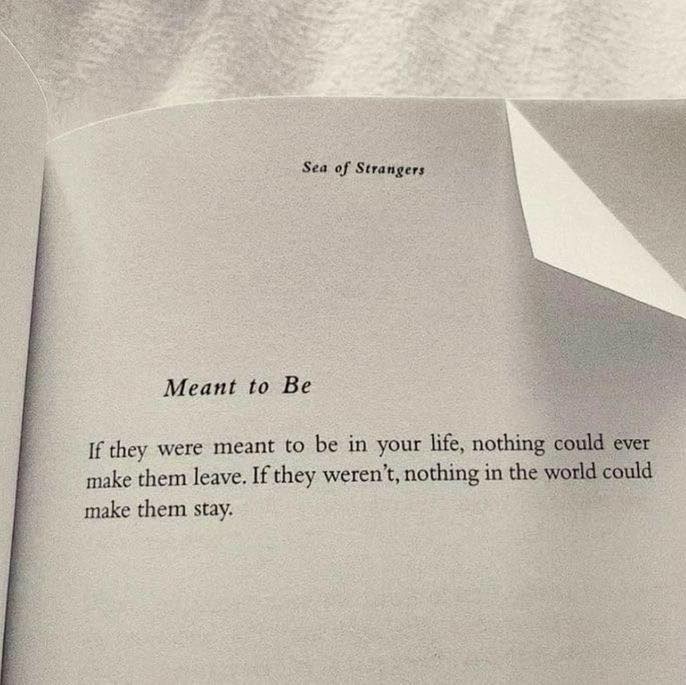 Sea of Strangers
Meant to Be
If they were meant to be in your life, nothing could ever
make them leave. If they weren't, nothing in the world could
make them stay.